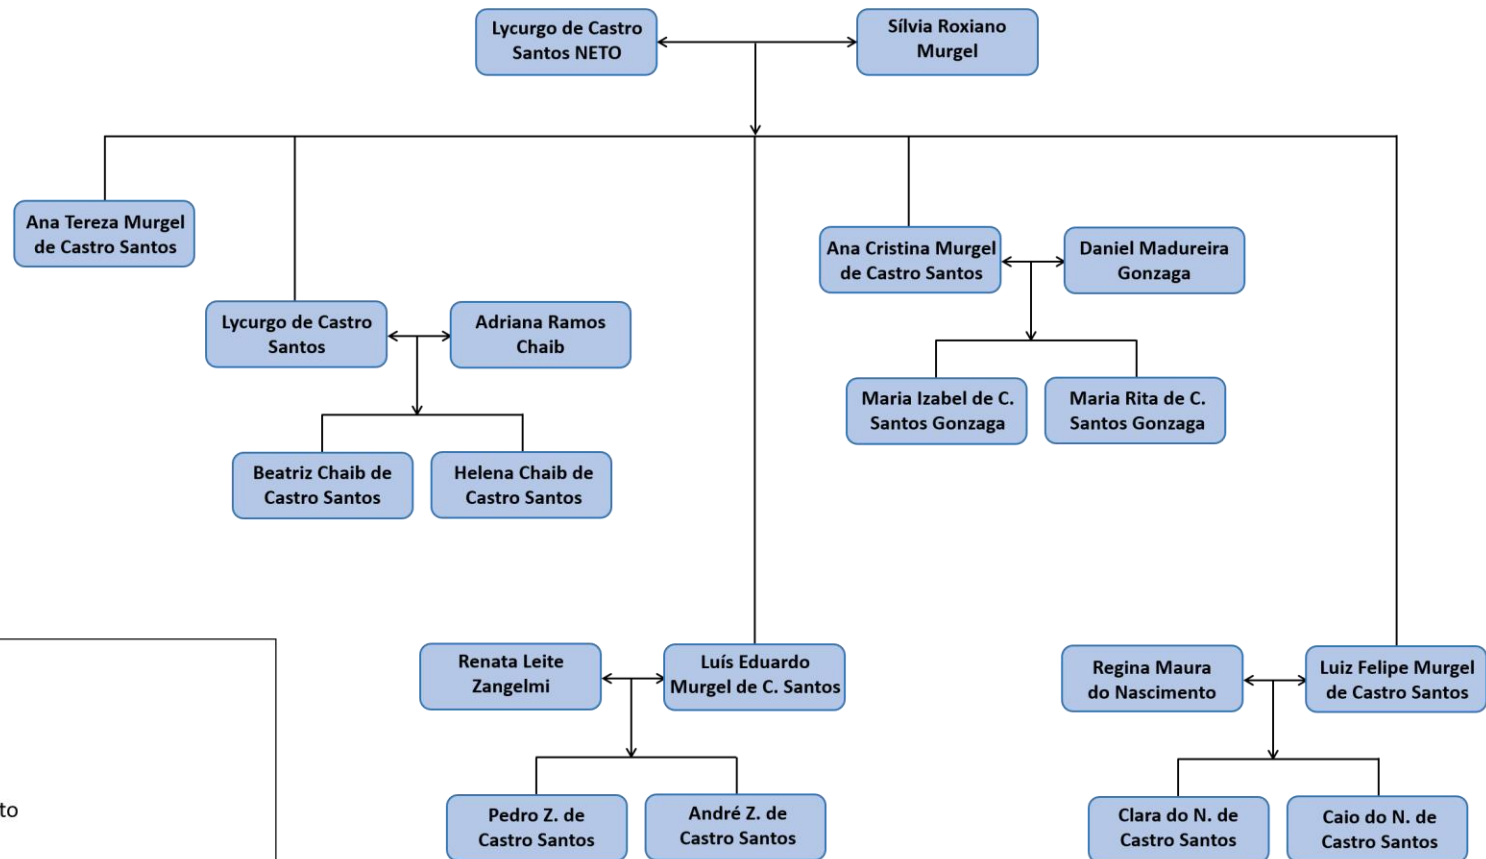 Lycurgo de Castro
Santos NETO
Sílvia Roxiano
Murgel
Ana Tereza Murgel
de Castro Santos
Ana Cristina Murgel
de Castro Santos
Daniel Madureira
Gonzaga
Lycurgo de Castro
Santos
Adriana Ramos
Chaib
Maria Izabel de C.
Santos Gonzaga
Maria Rita de C.
Santos Gonzaga
Beatriz Chaib de
Castro Santos
Helena Chaib de
Castro Santos
Renata Leite
Zangelmi
Luís Eduardo
Murgel de C. Santos
Regina Maura
do Nascimento
Luiz Felipe Murgel
de Castro Santos
Pedro Z. de
Castro Santos
André Z. de
Castro Santos
Clara do N. de
Castro Santos
Caio do N. de
Castro Santos
to